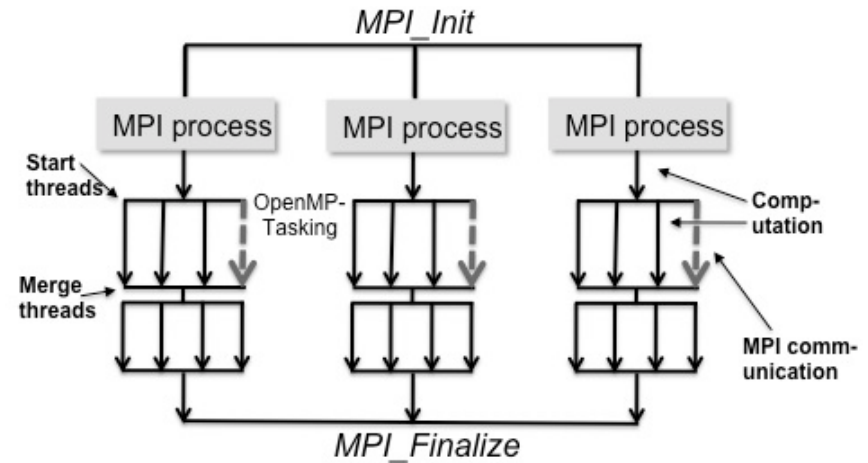 MPI_Init
MPI process
MPI process
MPI process
Start
threads
OpenMP-
Tasking
Comp-
utation
Merge
threads
MPI comm-
unication
MPI_Finalize